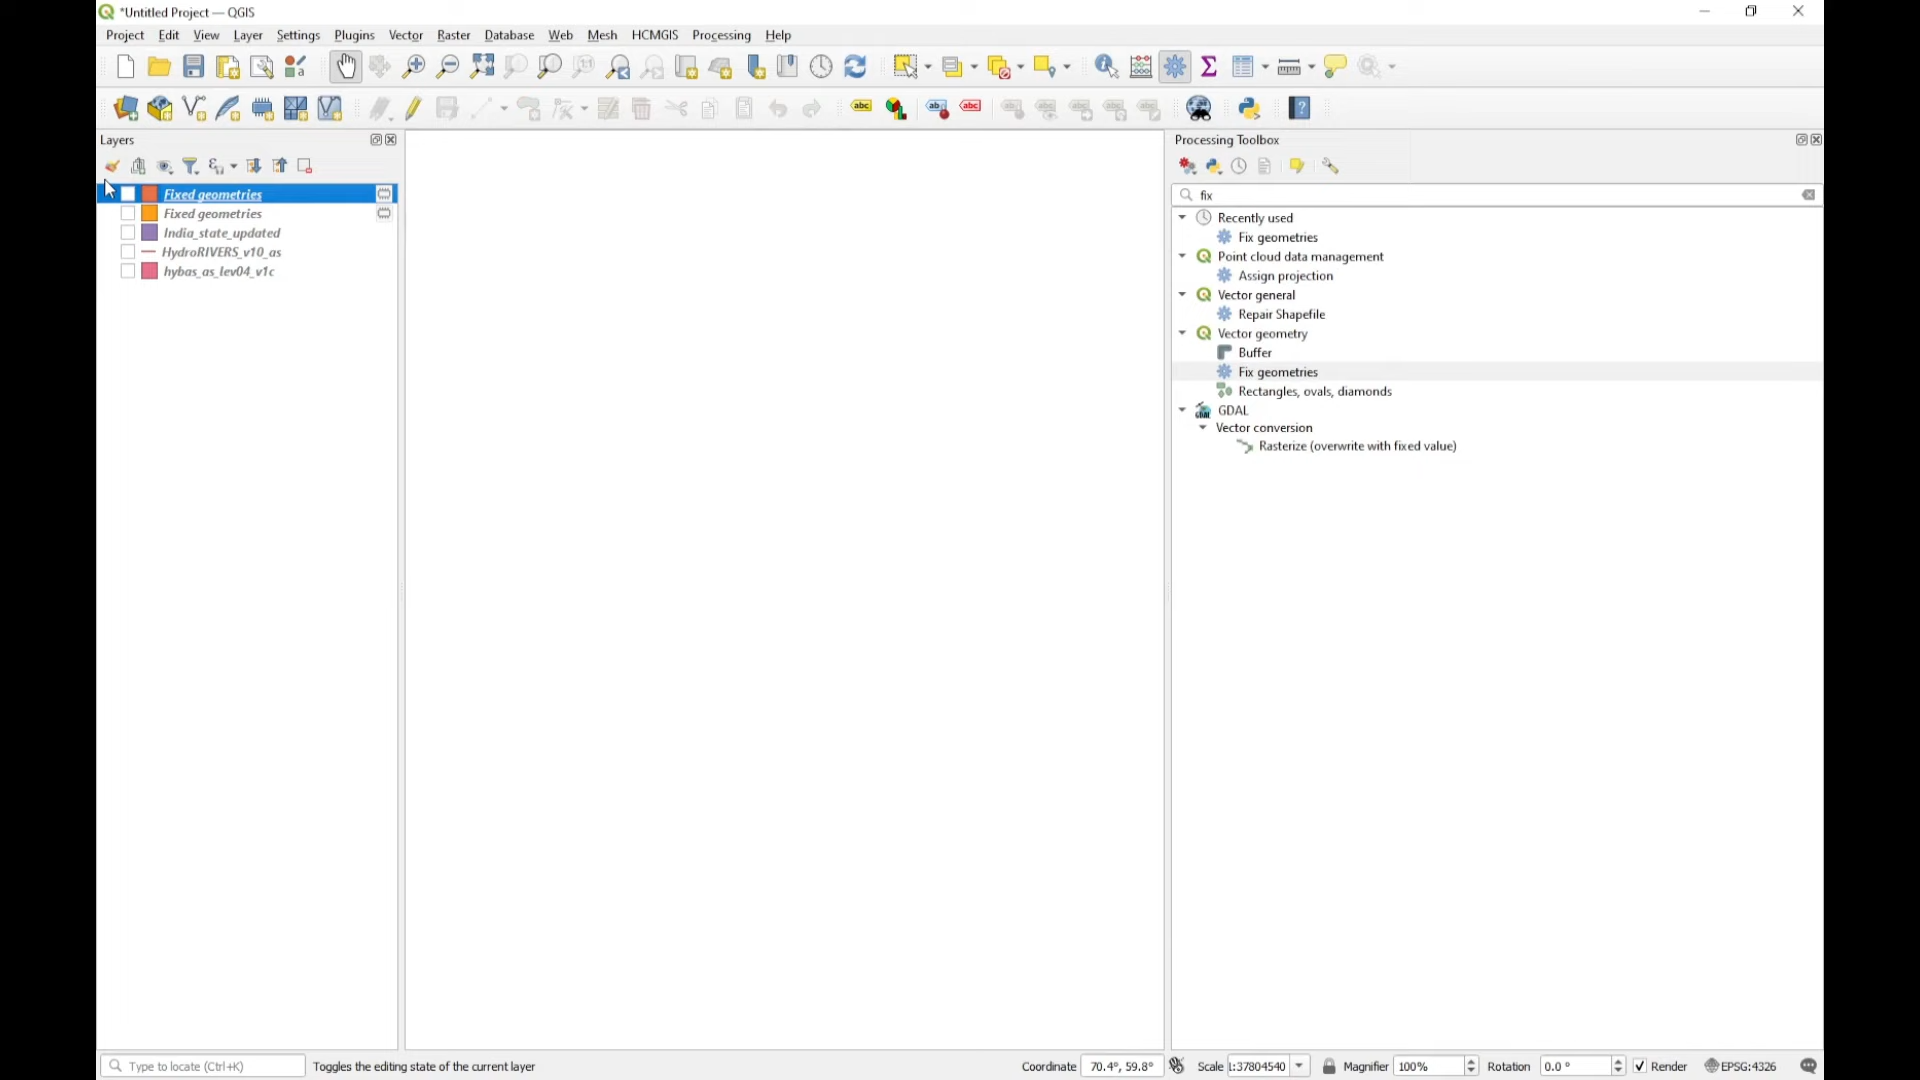 *Untitled Project — QGIS
Project Edit View Layer Settings Plugins Vector Raster Database Web Mesh HCMGIS Processing Help
abc abc abc
Layers
Fixed geometries
Fixed geometries
India_state_updated
HydroRIVERS_v10_as
hybas_as_lev04_v1c
Processing Toolbox
fix
Recently used
Fix geometries
Point cloud data management
Assign projection
Vector general
Repair Shapefile
Vector geometry
Buffer
Fix geometries
Rectangles, ovals, diamonds
GDAL
Vector conversion
Rasterize (overwrite with fixed value)
Type to locate (Ctrl+K) Toggles the editing state of the current layer Coordinate 70.4°, 59.8° Scale 1:37804540 Magnifier 100% Rotation 0.0 ° Render EPSG:4326